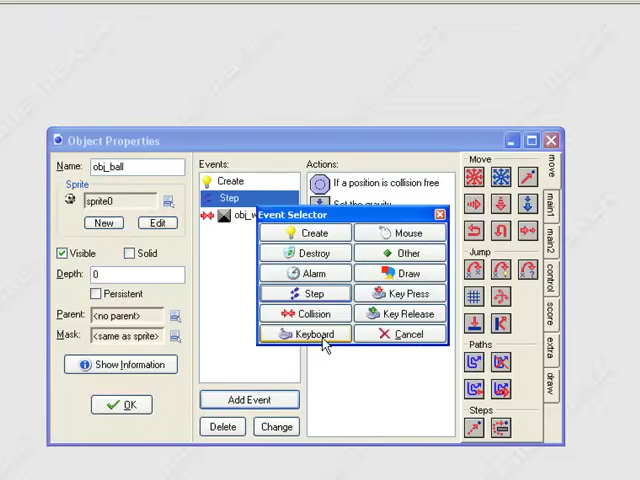 Object Properties
Name: obj_ball
Sprite
sprite0
New Edit
Visible Solid
Depth: 0
Persistent
Parent: <no parent>
Mask: <same as sprite>
Show Information
OK
Events:
Create
Step
Add Event
Delete Change
Actions:
If a position is collision free
Set the gravity
Event Selector
Create Mouse
Destroy Other
Alarm Draw
Step Key Press
Collision Key Release
Keyboard Cancel
Move
Jump
Paths
Steps
move
main1
main2
control
score
extra
draw